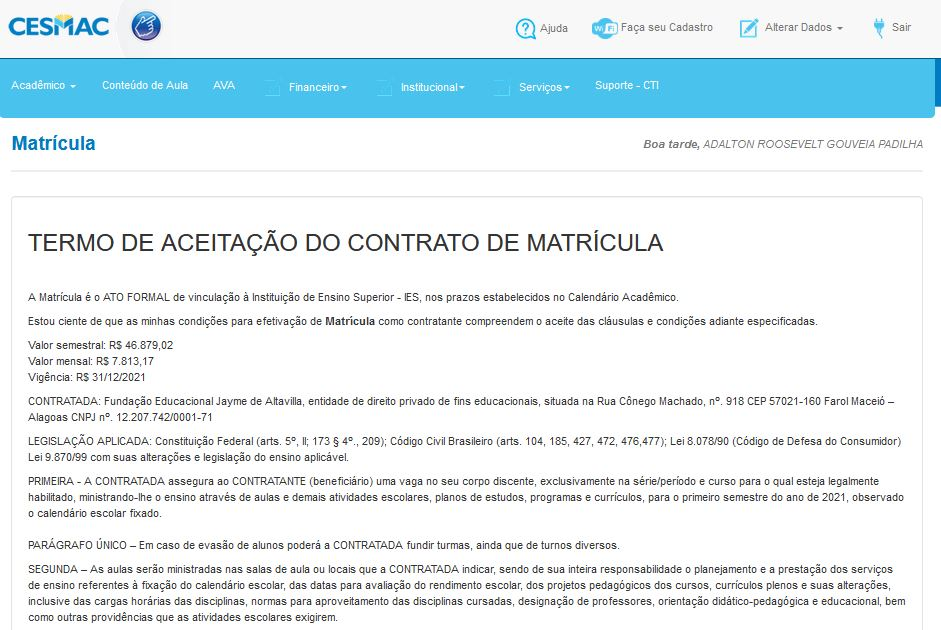 CESMAC
Ajuda
WiFi
Faça seu Cadastro
Alterar Dados
Sair
Acadêmico
Conteúdo de Aula
AVA
Financeiro
Institucional
Serviços
Suporte - CTI
Matrícula
Boa tarde, ADALTON ROOSEVELT GOUVEIA PADILHA
TERMO DE ACEITAÇÃO DO CONTRATO DE MATRÍCULA
A Matrícula é o ATO FORMAL de vinculação à Instituição de Ensino Superior - IES, nos prazos estabelecidos no Calendário Acadêmico.
Estou ciente de que as minhas condições para efetivação de Matrícula como contratante compreendem o aceite das cláusulas e condições adiante especificadas.
Valor semestral: R$ 46.879,02
Valor mensal: R$ 7.813,17
Vigência: R$ 31/12/2021
CONTRATADA: Fundação Educacional Jayme de Altavilla, entidade de direito privado de fins educacionais, situada na Rua Cônego Machado, nº. 918 CEP 57021-160 Farol Maceió –
Alagoas CNPJ nº. 12.207.742/0001-71
LEGISLAÇÃO APLICADA: Constituição Federal (arts. 5º, II; 173 § 4º., 209); Código Civil Brasileiro (arts. 104, 185, 427, 472, 476,477); Lei 8.078/90 (Código de Defesa do Consumidor)
Lei 9.870/99 com suas alterações e legislação do ensino aplicável.
PRIMEIRA - A CONTRATADA assegura ao CONTRATANTE (beneficiário) uma vaga no seu corpo discente, exclusivamente na série/período e curso para o qual esteja legalmente
habilitado, ministrando-lhe o ensino através de aulas e demais atividades escolares, planos de estudos, programas e currículos, para o primeiro semestre do ano de 2021, observado
o calendário escolar fixado.
PARÁGRAFO ÚNICO – Em caso de evasão de alunos poderá a CONTRATADA fundir turmas, ainda que de turnos diversos.
SEGUNDA – As aulas serão ministradas nas salas de aula ou locais que a CONTRATADA indicar, sendo de sua inteira responsabilidade o planejamento e a prestação dos serviços
de ensino referentes à fixação do calendário escolar, das datas para avaliação do rendimento escolar, dos projetos pedagógicos dos cursos, currículos plenos e suas alterações,
inclusive das cargas horárias das disciplinas, normas para aproveitamento das disciplinas cursadas, designação de professores, orientação didático-pedagógica e educacional, bem
como outras providências que as atividades escolares exigirem.